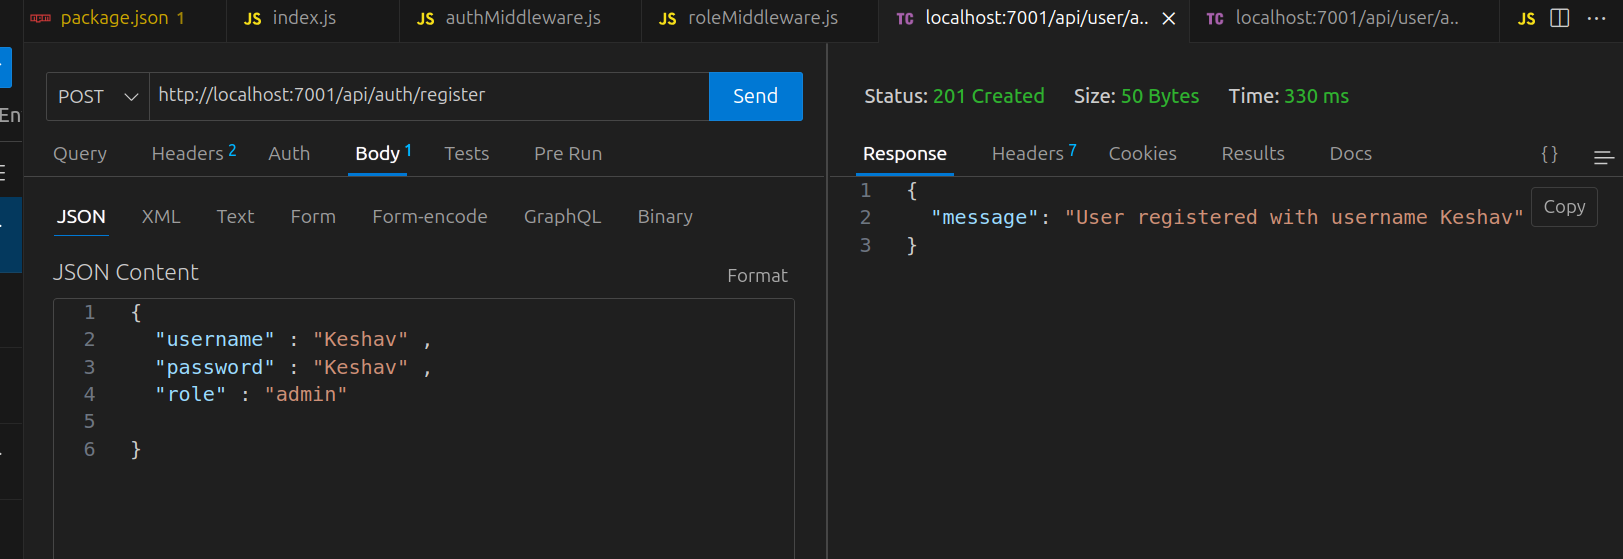 package.json 1 JS index.js JS authMiddleware.js JS roleMiddleware.js TC localhost:7001/api/user/a.. TC localhost:7001/api/user/a.. JS
POST http://localhost:7001/api/auth/register Send
En
Query Headers 2 Auth Body 1 Tests Pre Run
JSON XML Text Form Form-encode GraphQL Binary
JSON Content
Format
1 {
2 "username" : "Keshav" ,
3 "password" : "Keshav" ,
4 "role" : "admin"
5
6 }
Status: 201 Created Size: 50 Bytes Time: 330 ms
Response Headers 7 Cookies Results Docs {}
1 {
2 "message": "User registered with username Keshav"
3 }
Copy